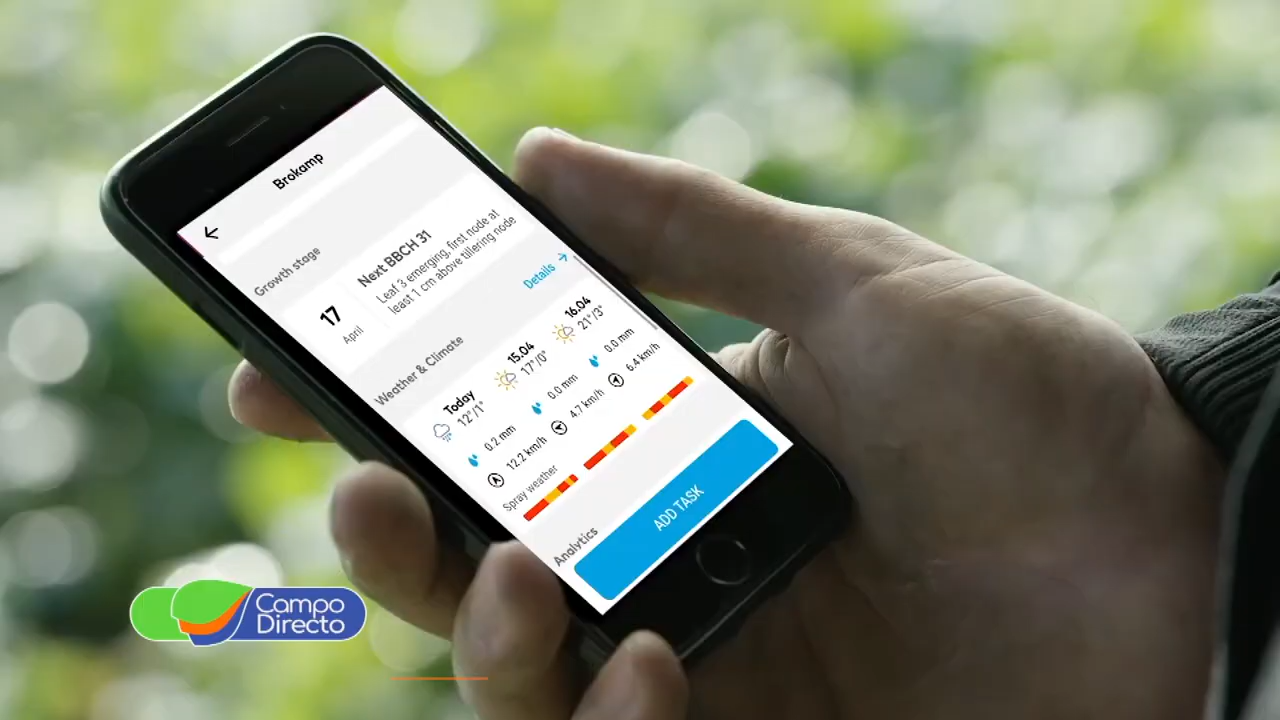 Brokamp
Growth stage
17
April
Next BBCH 31
Leaf 3 emerging, first node at
least 1 cm above tillering node
Weather & Climate
Details
Today
12°/1°
0.2 mm
12.2 km/h
15.04
17°/0°
0.0 mm
4.7 km/h
16.04
21°/3°
0.0 mm
6.4 km/h
Spray weather
Analytics
ADD TASK
Campo
Directo